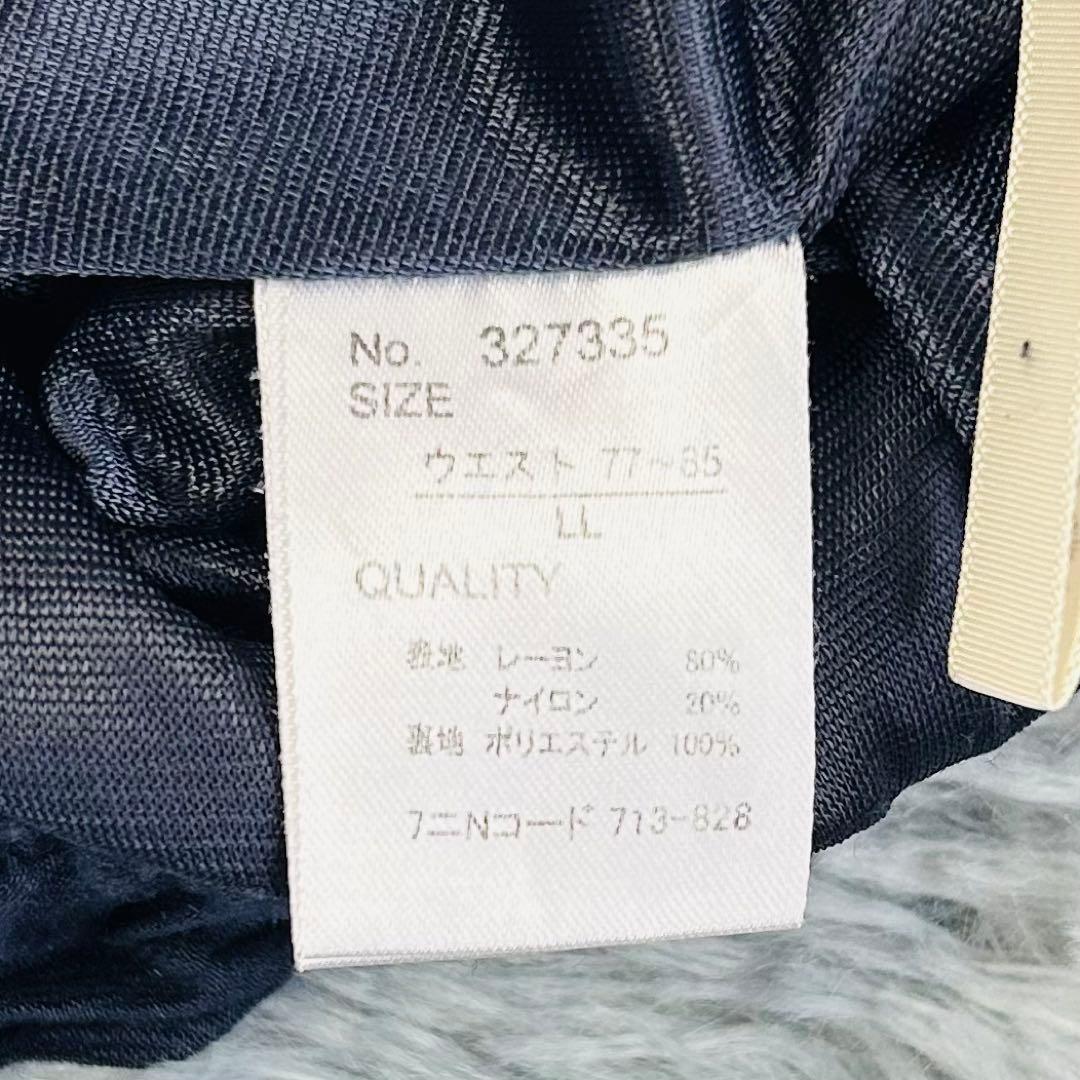 No. 327335
SIZE
ウエスト 77~85
LL
QUALITY
表地 レーヨン 80%
ナイロン 20%
裏地 ポリエステル 100%
7ニNコード 713-828